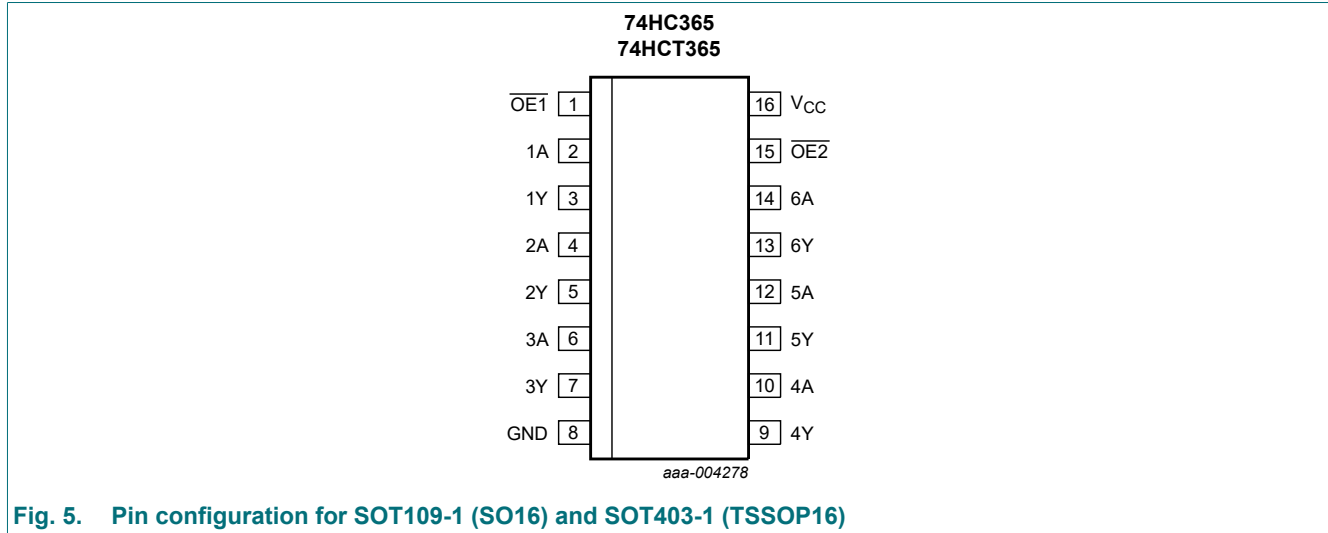 74HC365
74HCT365
OE1 1 16 VCC
1A 2 15 OE2
1Y 3 14 6A
2A 4 13 6Y
2Y 5 12 5A
3A 6 11 5Y
3Y 7 10 4A
GND 8 9 4Y
aaa-004278
Fig. 5. Pin configuration for SOT109-1 (SO16) and SOT403-1 (TSSOP16)